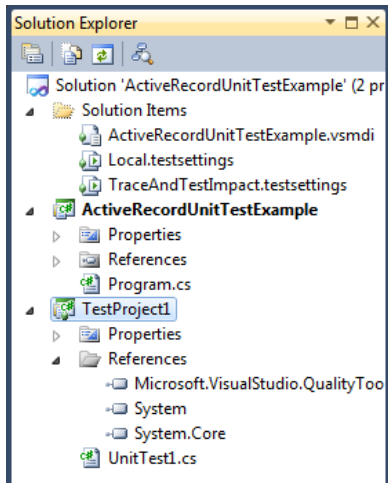 Solution Explorer
Solution 'ActiveRecordUnitTestExample' (2 pr
Solution Items
ActiveRecordUnitTestExample.vsmdi
Local.testsettings
TraceAndTestImpact.testsettings
ActiveRecordUnitTestExample
Properties
References
Program.cs
TestProject1
Properties
References
Microsoft.VisualStudio.QualityToo
System
System.Core
UnitTest1.cs